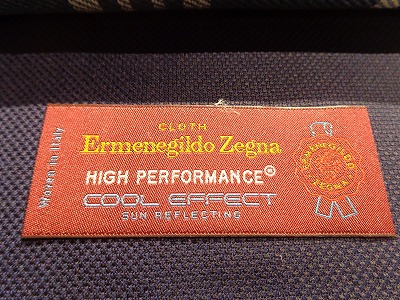 CLOTH
Ermenegildo Zegna
HIGH PERFORMANCE®
COOL EFFECT
SUN REFLECTING
Woven in Italy
ERMENEGILDO
ZEGNA